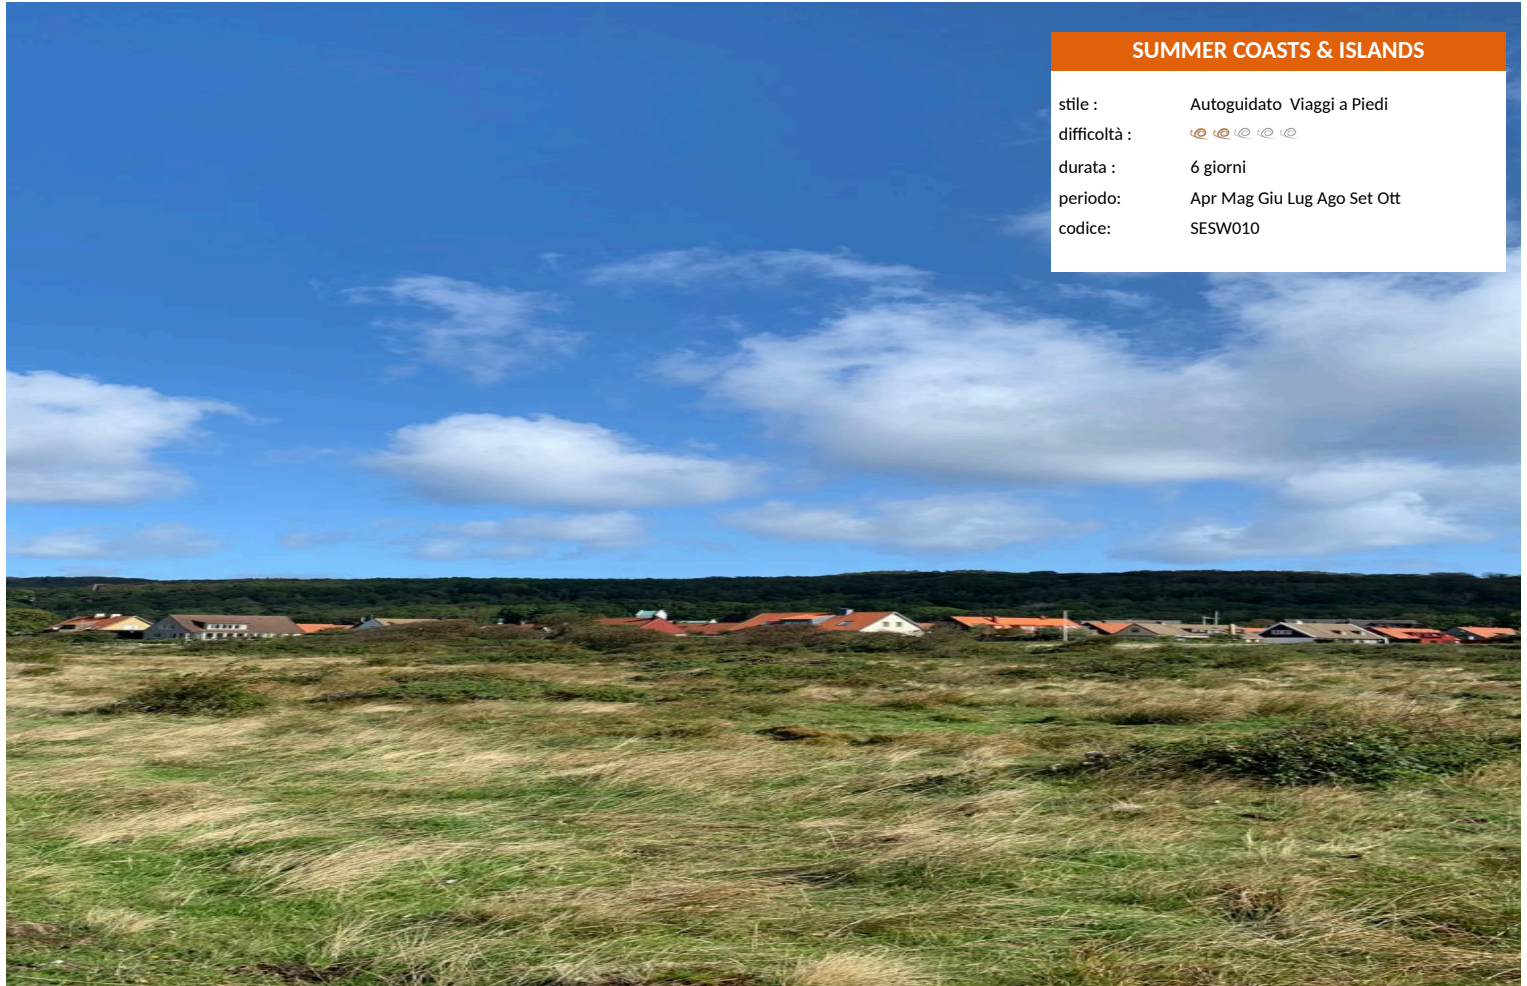 SUMMER COASTS & ISLANDS
stile : Autoguidato Viaggi a Piedi
difficoltà :
durata : 6 giorni
periodo: Apr Mag Giu Lug Ago Set Ott
codice: SESW010